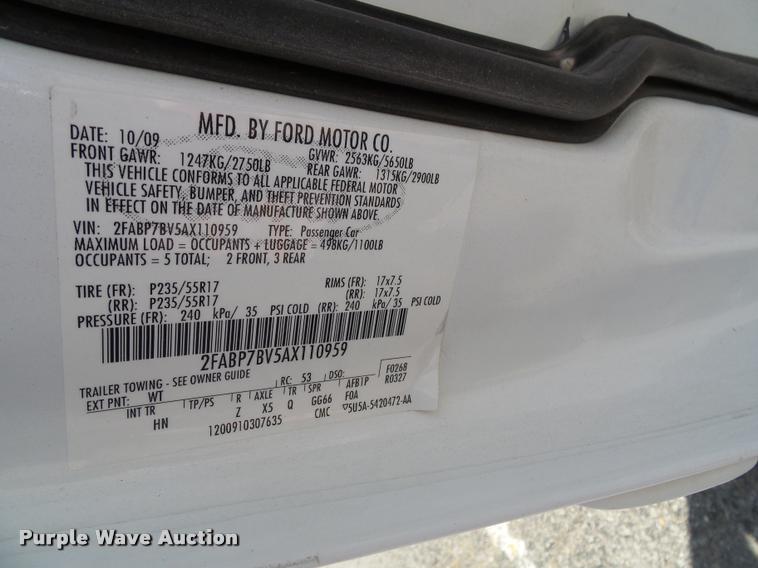 MFD. BY FORD MOTOR CO.
DATE: 10/09 GVWR: 2563KG/5650LB
FRONT GAWR: 1247KG/2750LB REAR GAWR: 1315KG/2900LB
THIS VEHICLE CONFORMS TO ALL APPLICABLE FEDERAL MOTOR
VEHICLE SAFETY, BUMPER, AND THEFT PREVENTION STANDARDS
IN EFFECT ON THE DATE OF MANUFACTURE SHOWN ABOVE.
VIN: 2FABP7BV5AX110959 TYPE: Passenger Car
MAXIMUM LOAD = OCCUPANTS + LUGGAGE = 498KG/1100LB
OCCUPANTS = 5 TOTAL; 2 FRONT, 3 REAR
TIRE (FR): P235/55R17 RIMS (FR): 17x7.5
(RR): P235/55R17 (RR): 17x7.5
PRESSURE (FR): 240 kPa/ 35 PSI COLD (RR): 240 kPa/ 35 PSI COLD
2FABP7BV5AX110959
TRAILER TOWING - SEE OWNER GUIDE RC: 53 DSO: F0268
EXT PNT: WT R0327
INT TR TP/PS R AXLE TR SPR AFB1P
HN Z X5 Q GG66 FOA
1200910307635 CMC ▽5U5A-5420472-AA
Purple Wave Auction